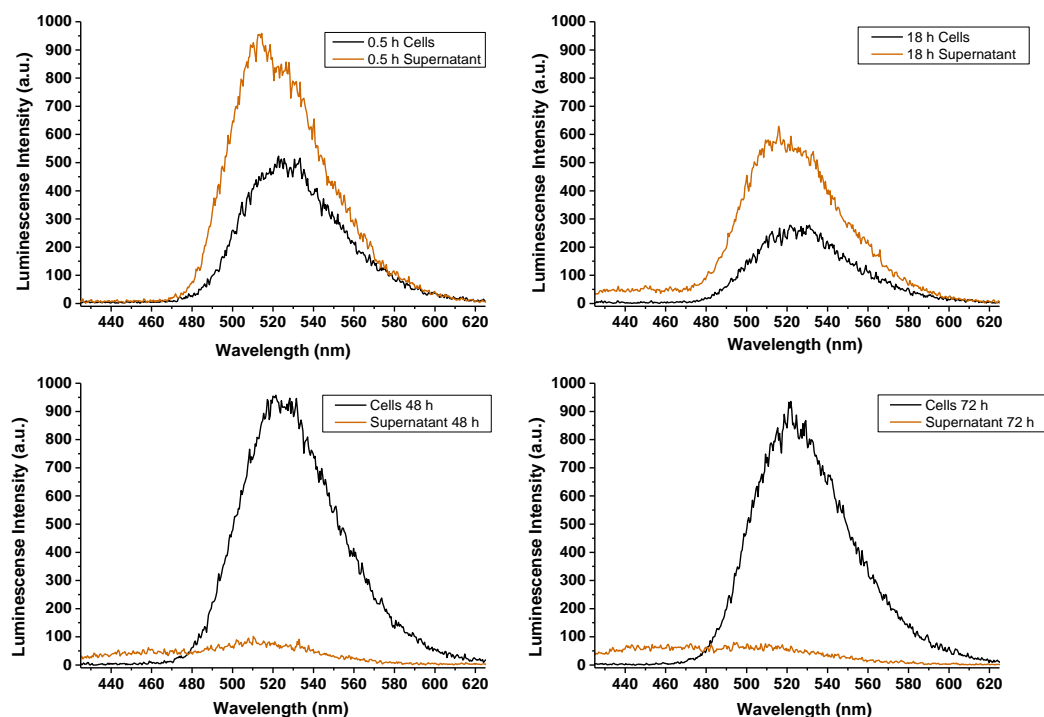 1000
900
800
700
600
500
400
300
200
100
0
Luminescense Intensity (a.u.)
0.5 h Cells
0.5 h Supernatant
440 460 480 500 520 540 560 580 600 620
Wavelength (nm)
1000
900
800
700
600
500
400
300
200
100
0
Luminescense Intensity (a.u.)
18 h Cells
18 h Supernatant
440 460 480 500 520 540 560 580 600 620
Wavelength (nm)
1000
900
800
700
600
500
400
300
200
100
0
Luminescense Intensity (a.u.)
Cells 48 h
Supernatant 48 h
440 460 480 500 520 540 560 580 600 620
Wavelength (nm)
1000
900
800
700
600
500
400
300
200
100
0
Luminescense Intensity (a.u.)
Cells 72 h
Supernatant 72 h
440 460 480 500 520 540 560 580 600 620
Wavelength (nm)